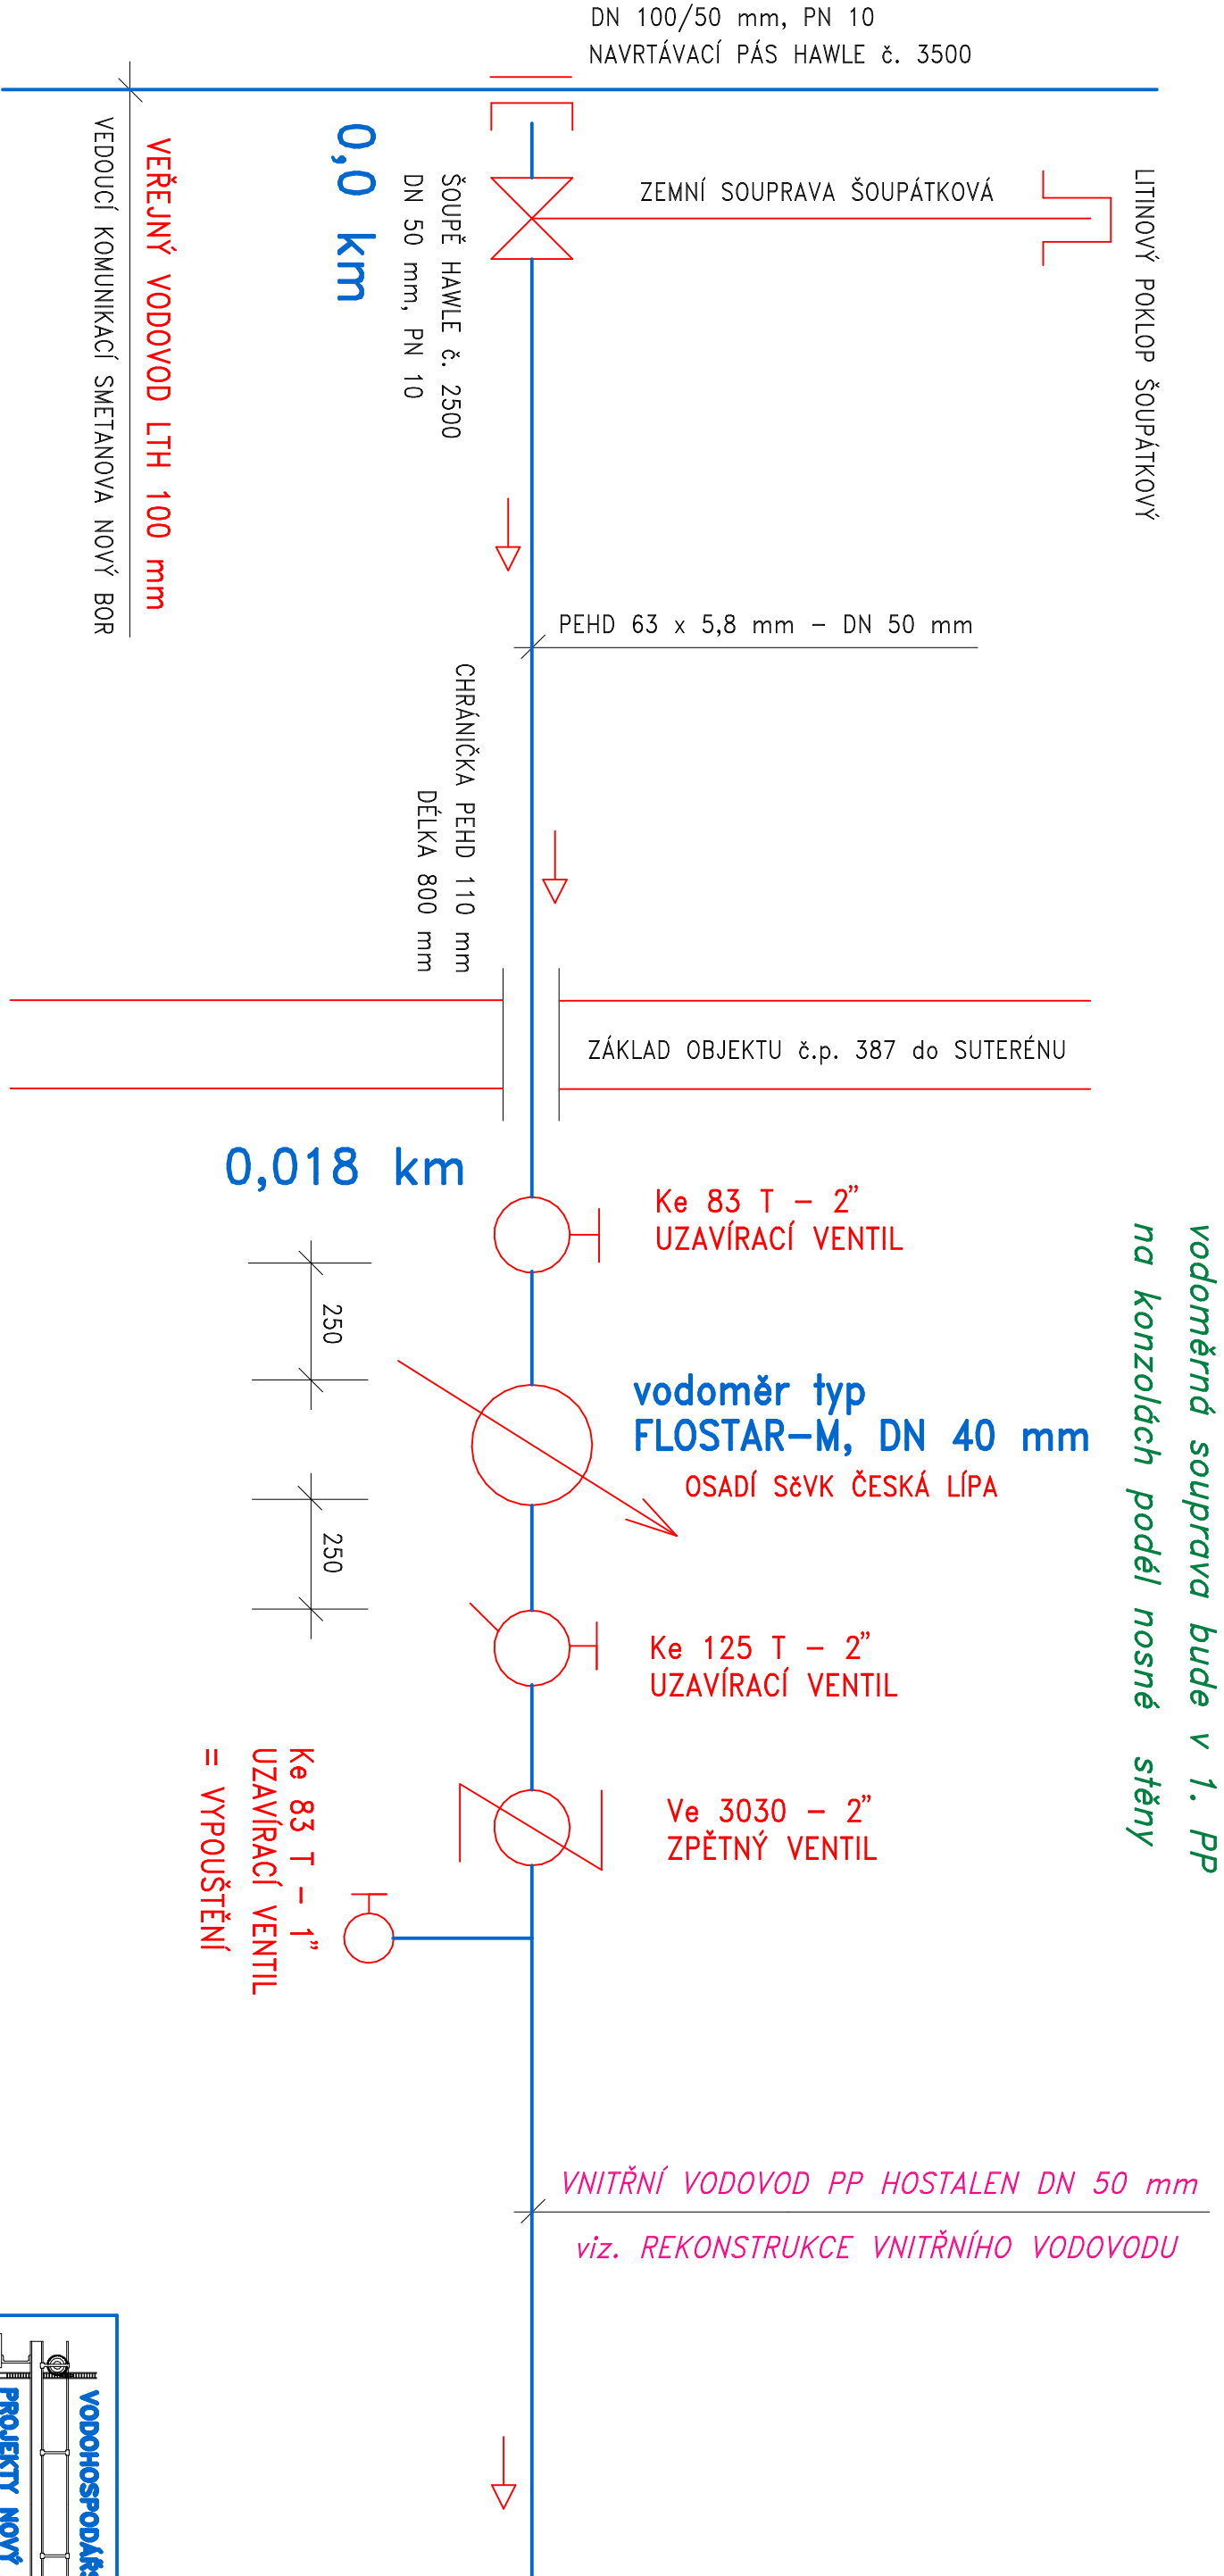 DN 100/50 mm, PN 10
NAVRTÁVACÍ PÁS HAWLE č. 3500
ZEMNÍ SOUPRAVA ŠOUPÁTKOVÁ
LITINOVÝ POKLOP ŠOUPÁTKOVÝ
0,0 km
ŠOUPĚ HAWLE č. 2500
DN 50 mm, PN 10
VEŘEJNÝ VODOVOD LTH 100 mm
VEDOUCÍ KOMUNIKACÍ SMETANOVA NOVÝ BOR
PEHD 63 x 5,8 mm – DN 50 mm
CHRÁNIČKA PEHD 110 mm
DÉLKA 800 mm
ZÁKLAD OBJEKTU č.p. 387 do SUTERÉNU
0,018 km
Ke 83 T – 2”
UZAVÍRACÍ VENTIL
vodoměrná souprava bude v 1. PP
na konzolách podél nosné stěny
250
vodoměr typ
FLOSTAR–M, DN 40 mm
OSADÍ SčVK ČESKÁ LÍPA
250
Ke 125 T – 2”
UZAVÍRACÍ VENTIL
Ve 3030 – 2”
ZPĚTNÝ VENTIL
Ke 83 T – 1”
UZAVÍRACÍ VENTIL
= VYPOUŠTĚNÍ
VNITŘNÍ VODOVOD PP HOSTALEN DN 50 mm
viz. REKONSTRUKCE VNITŘNÍHO VODOVODU
VODOHOSPODÁŘS
PROJEKTY NOVÝ